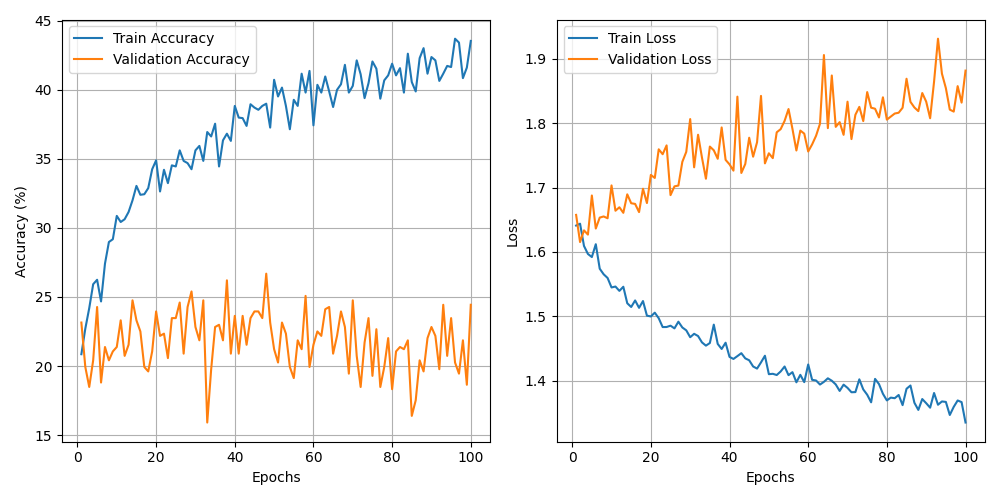 Train Accuracy
Validation Accuracy
Accuracy (%)
45
40
35
30
25
20
15
0 20 40 60 80 100
Epochs
Train Loss
Validation Loss
Loss
1.9
1.8
1.7
1.6
1.5
1.4
0 20 40 60 80 100
Epochs